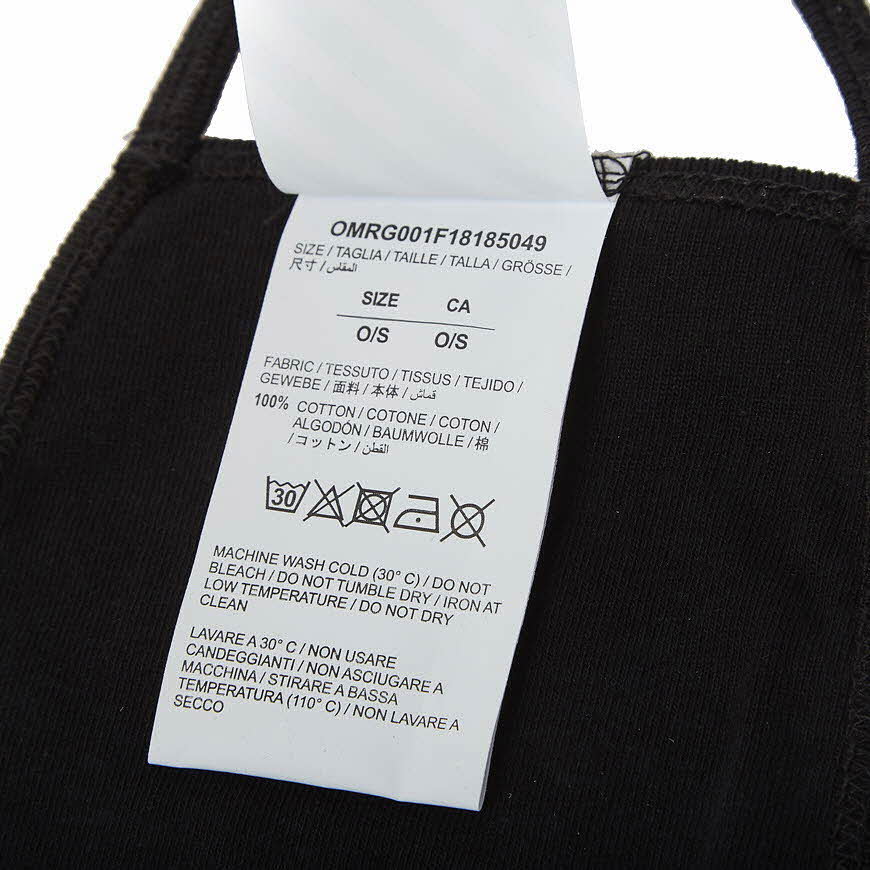 OMRG001F18185049
SIZE / TAGLIA / TAILLE / TALLA / GRÖSSE /
尺寸 / المقاس /
SIZE CA
O/S O/S
FABRIC / TESSUTO / TISSUS / TEJIDO /
GEWEBE / 面料 / 本体 / قماش /
100% COTTON / COTONE / COTON /
ALGODÓN / BAUMWOLLE / 棉
/ コットン / القطن /
30
MACHINE WASH COLD (30° C) / DO NOT
BLEACH / DO NOT TUMBLE DRY / IRON AT
LOW TEMPERATURE / DO NOT DRY
CLEAN
LAVARE A 30° C / NON USARE
CANDEGGIANTI / NON ASCIUGARE A
MACCHINA / STIRARE A BASSA
TEMPERATURA (110° C) / NON LAVARE A
SECCO